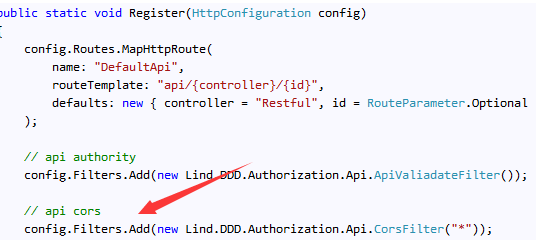 public static void Register(HttpConfiguration config)
{
config.Routes.MapHttpRoute(
name: "DefaultApi",
routeTemplate: "api/{controller}/{id}",
defaults: new { controller = "Restful", id = RouteParameter.Optional
);
// api authority
config.Filters.Add(new Lind.DDD.Authorization.Api.ApiValiadateFilter());
// api cors
config.Filters.Add(new Lind.DDD.Authorization.Api.CorsFilter("*"));